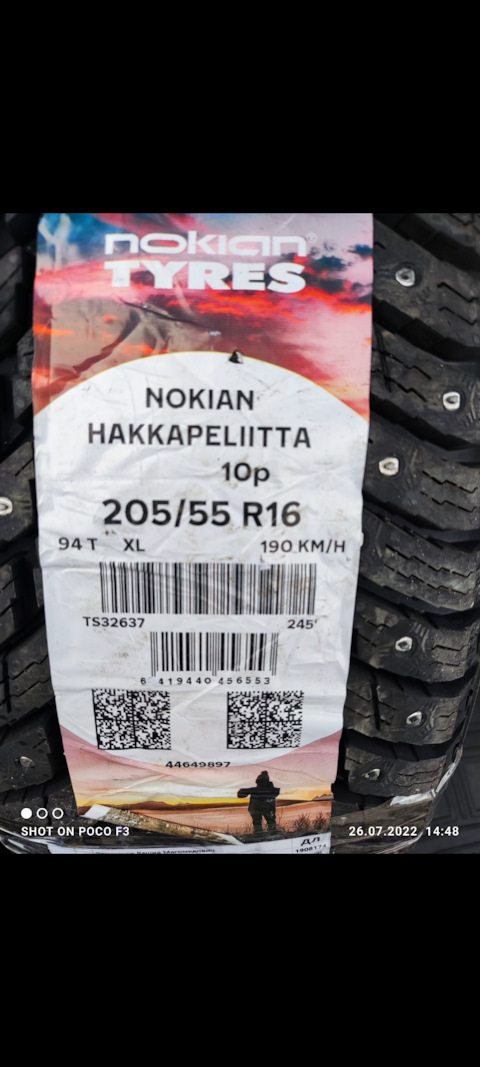 nokian®
TYRES
NOKIAN
HAKKAPELIITTA
10p
205/55 R16
94 T XL 190 KM/H
TS32637 245
6 419440 456553
44649897
ДЛ
SHOT ON POCO F3
26.07.2022 14:48